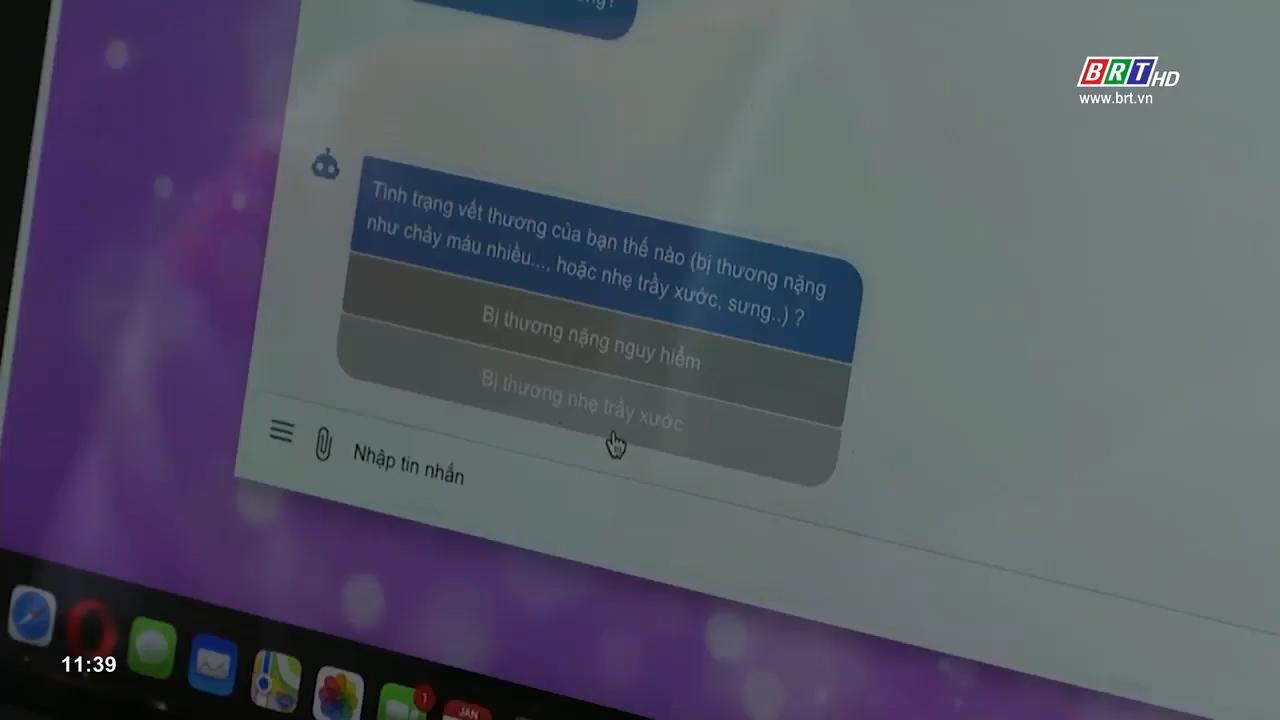 BRT HD
www.brt.vn
Tình trạng vết thương của bạn thế nào (bị thương nặng
như chảy máu nhiều..., hoặc nhẹ trầy xước, sưng..) ?
Bị thương nặng nguy hiểm
Bị thương nhẹ trầy xước
Nhập tin nhắn
1
JAN
11:39